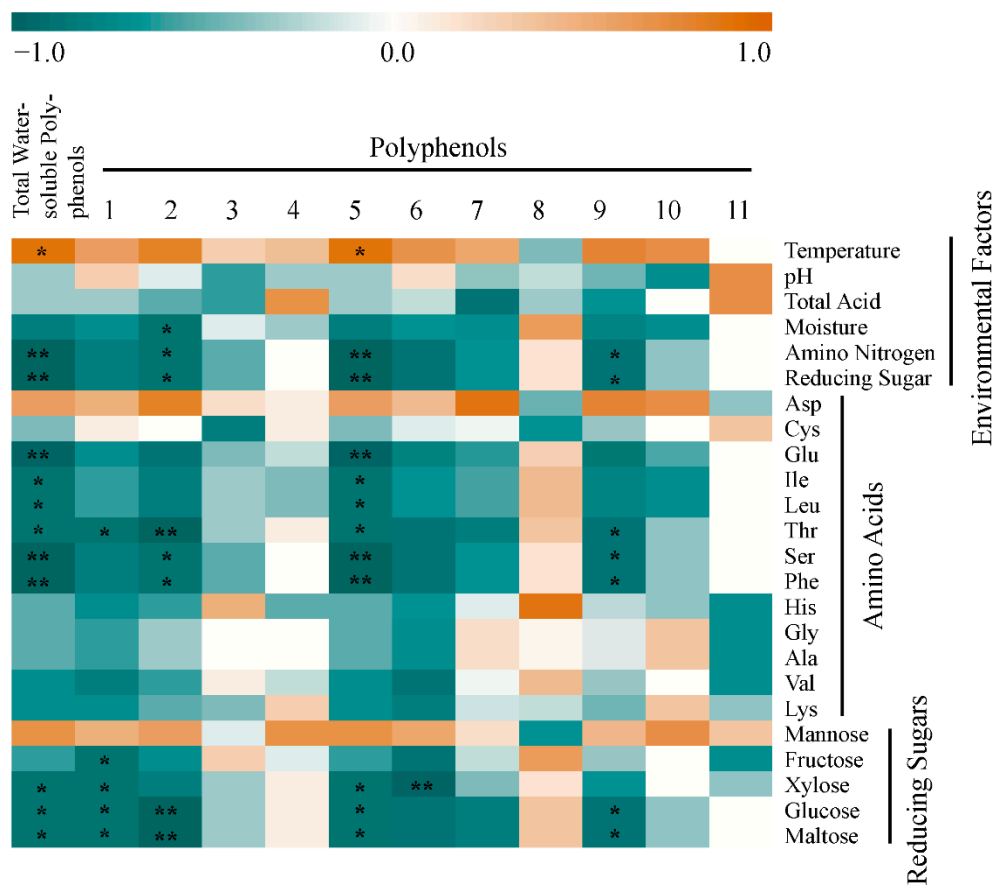 −1.0 0.0 1.0
Total Water-
soluble Poly-
phenols
Polyphenols
1 2 3 4 5 6 7 8 9 10 11
Environmental Factors
* * Temperature
pH
Total Acid
* Moisture
** * ** * Amino Nitrogen
** * ** * Reducing Sugar
Amino Acids
Asp
Cys
** ** Glu
* * Ile
* * Leu
* * ** * * Thr
** * ** * Ser
** * ** * Phe
His
Gly
Ala
Val
Lys
Reducing Sugars
Mannose
* Fructose
* * * ** Xylose
* * ** * * Glucose
* * ** * * Maltose